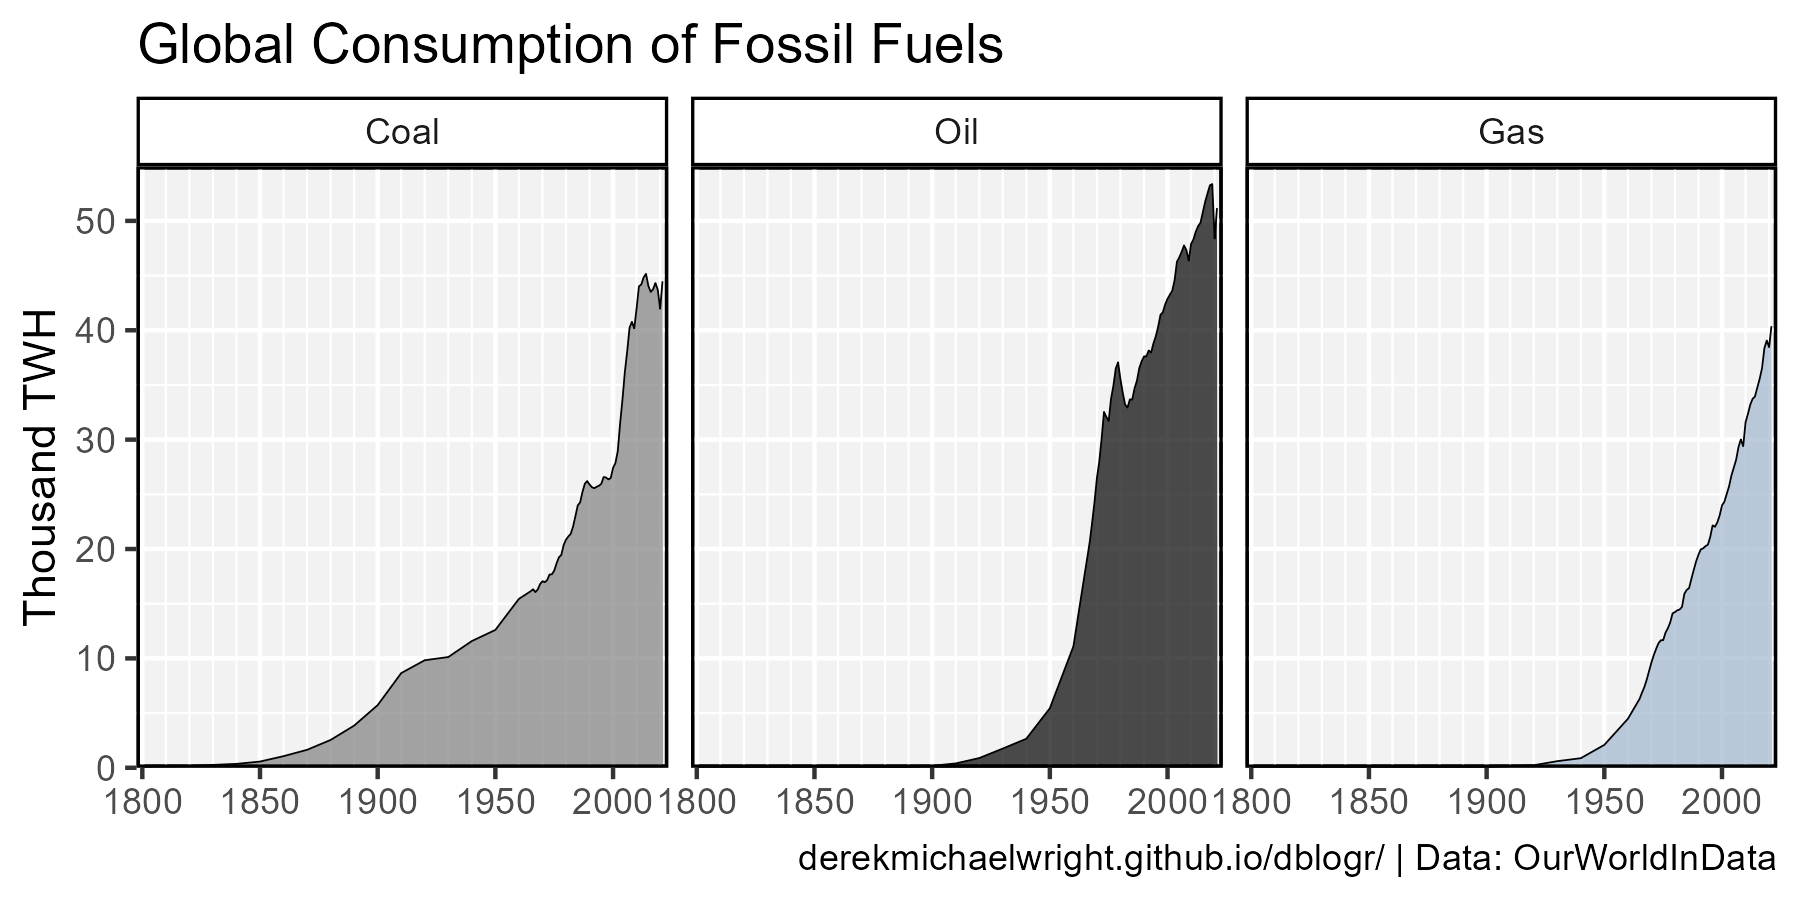 Global Consumption of Fossil Fuels
Coal Oil Gas
Thousand TWH
50
40
30
20
10
0
1800 1850 1900 1950 2000 1800 1850 1900 1950 2000 1800 1850 1900 1950 2000
derekmichaelwright.github.io/dblogr/ | Data: OurWorldInData